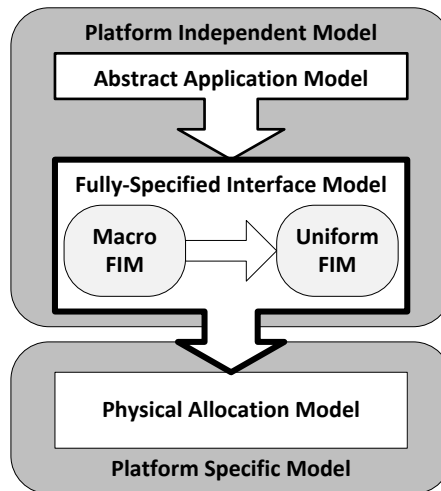 Platform Independent Model
Abstract Application Model
Fully-Specified Interface Model
Macro
FIM
Uniform
FIM
Physical Allocation Model
Platform Specific Model